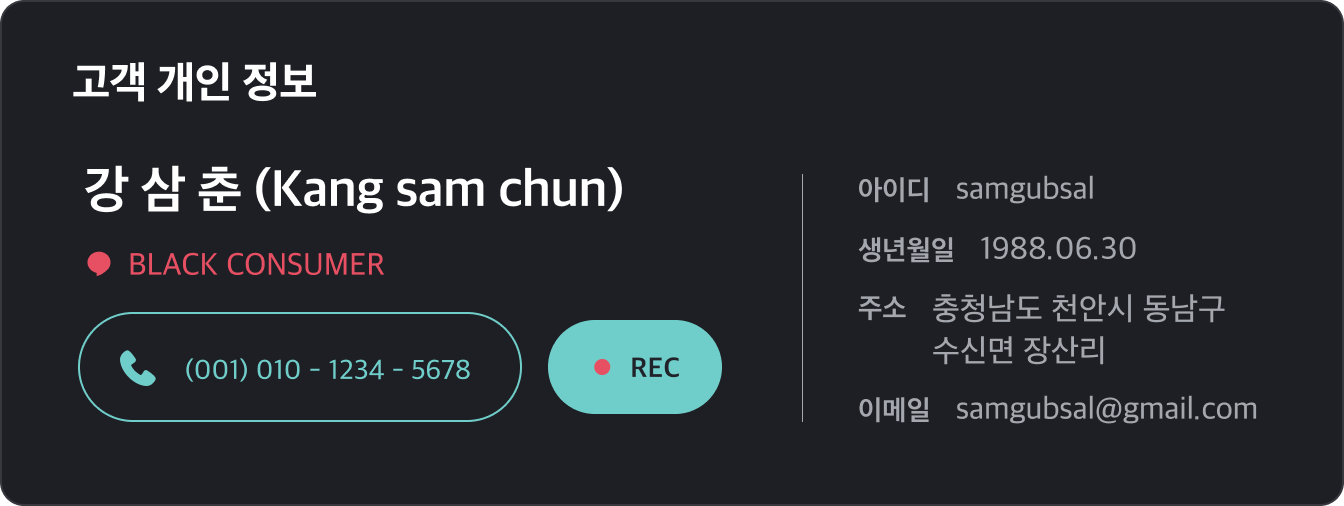 고객 개인 정보
강 삼 춘 (Kang sam chun)
BLACK CONSUMER
(001) 010 - 1234 - 5678
REC
아이디 samgubsal
생년월일 1988.06.30
주소 충청남도 천안시 동남구
수신면 장산리
이메일 samgubsal@gmail.com